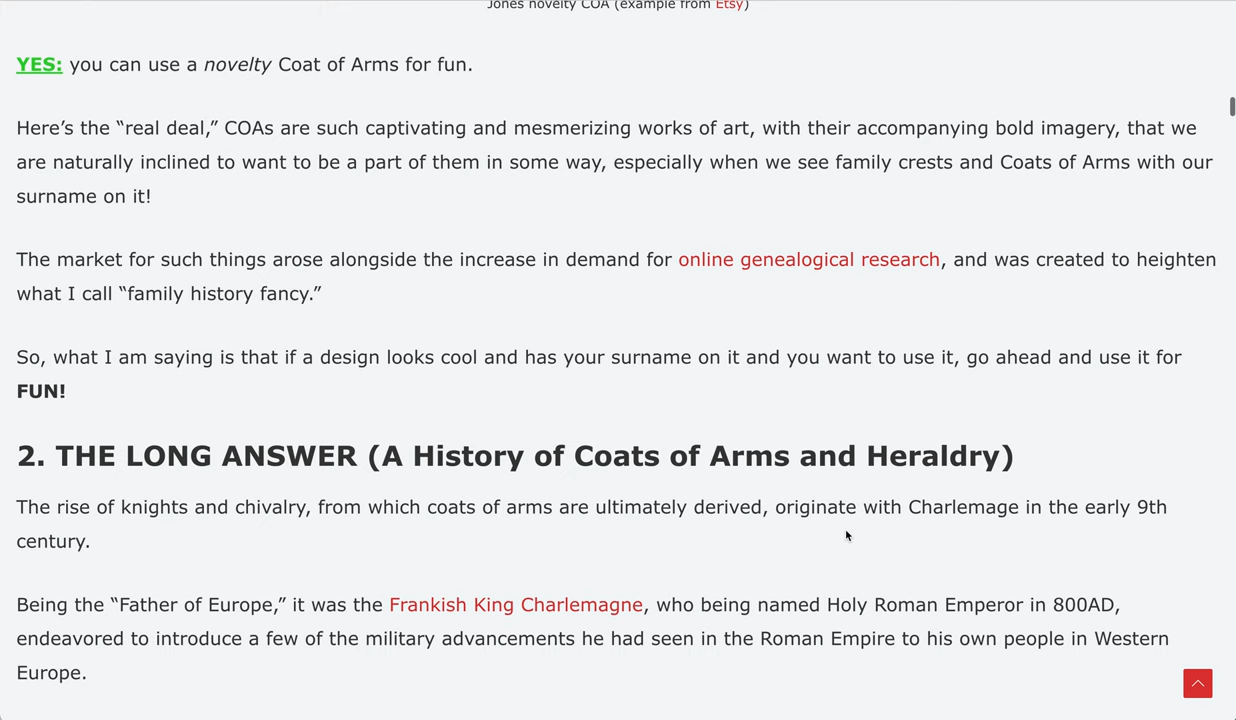 Jones novelty COA (example from Etsy)
YES: you can use a novelty Coat of Arms for fun.
Here’s the “real deal,” COAs are such captivating and mesmerizing works of art, with their accompanying bold imagery, that we
are naturally inclined to want to be a part of them in some way, especially when we see family crests and Coats of Arms with our
surname on it!
The market for such things arose alongside the increase in demand for online genealogical research, and was created to heighten
what I call “family history fancy.”
So, what I am saying is that if a design looks cool and has your surname on it and you want to use it, go ahead and use it for
FUN!
2. THE LONG ANSWER (A History of Coats of Arms and Heraldry)
The rise of knights and chivalry, from which coats of arms are ultimately derived, originate with Charlemage in the early 9th
century.
Being the “Father of Europe,” it was the Frankish King Charlemagne, who being named Holy Roman Emperor in 800AD,
endeavored to introduce a few of the military advancements he had seen in the Roman Empire to his own people in Western
Europe.